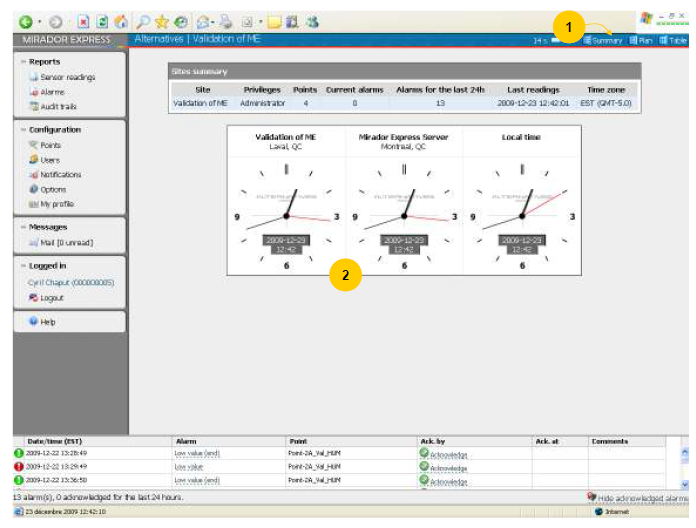 1
MIRADOR EXPRESS Alternatives | Validation of ME 14 s Summary Plan Table
Reports
Sensor readings
Alarms
Audit trails
Configuration
Points
Users
Notifications
Options
My profile
Messages
Mail [0 unread]
Logged in
Cyril Chaput (000000005)
Logout
Help
Sites summary
Site Privileges Points Current alarms Alarms for the last 24h Last readings Time zone
Validation of ME Administrator 4 0 13 2009-12-23 12:42:01 EST (GMT-5.0)
Validation of ME Mirador Express Server Local time
Laval, QC Montreal, QC
ALTERNATIVES ALTERNATIVES ALTERNATIVES
9 3 9 3 9 3
2009-12-23 2009-12-23 2009-12-23
12:42 12:42 12:42
6 6 6
2
Date/time (EST) Alarm Point Ack. by Ack. at Comments
2009-12-22 13:28:49 Low value (end) Point-2A_Val_HUM Acknowledge
2009-12-22 13:29:49 Low value Point-2A_Val_HUM Acknowledge
2009-12-22 13:36:50 Low value (end) Point-2A_Val_HUM Acknowledge
13 alarm(s), 0 acknowledged for the last 24 hours. Hide acknowledged alarms
23 décembre 2009 12:42:10 Internet